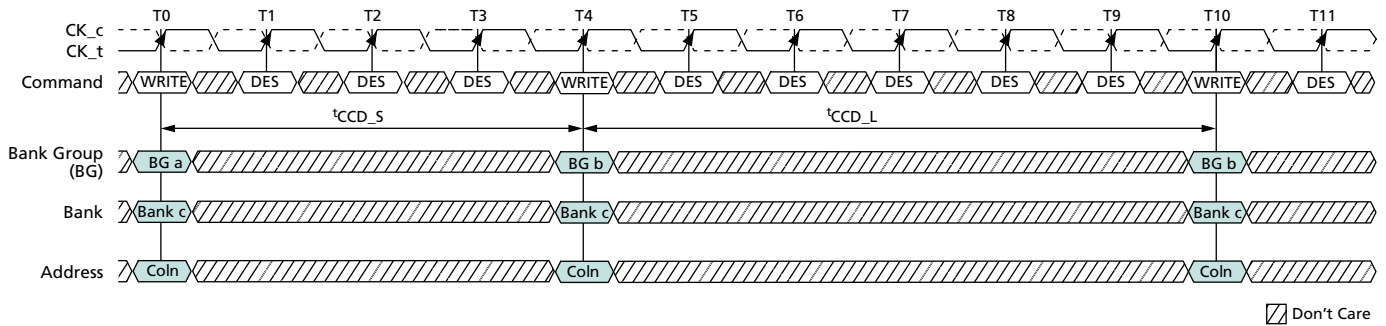 T0 T1 T2 T3 T4 T5 T6 T7 T8 T9 T10 T11
CK_c
CK_t
Command WRITE DES DES DES WRITE DES DES DES DES DES WRITE DES
tCCD_S tCCD_L
Bank Group
(BG)
BG a BG b BG b
Bank Bank c Bank c Bank c
Address Coln Coln Coln
Don't Care